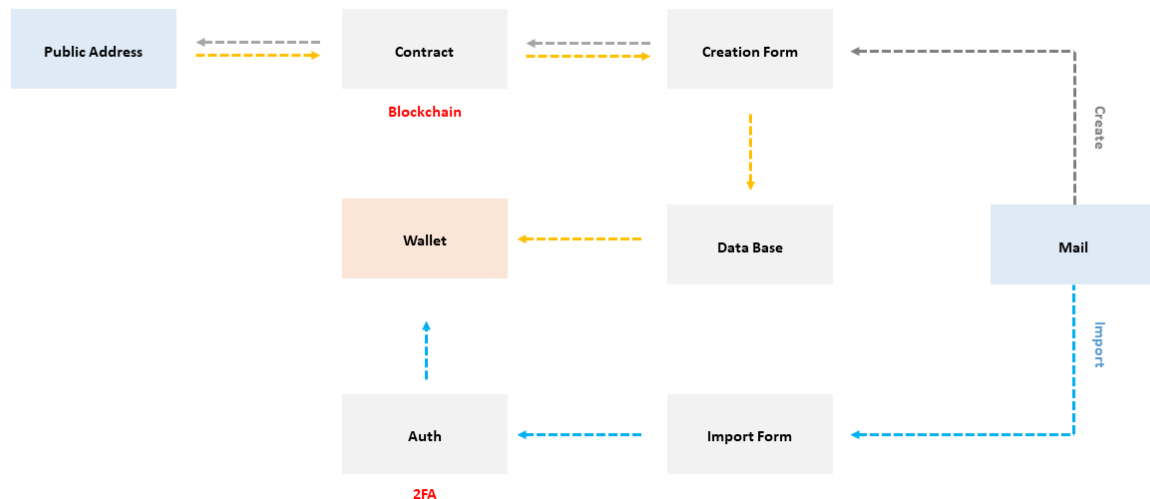 Public Address
Contract
Creation Form
Blockchain
Create
Wallet
Data Base
Mail
Import
Auth
Import Form
2FA